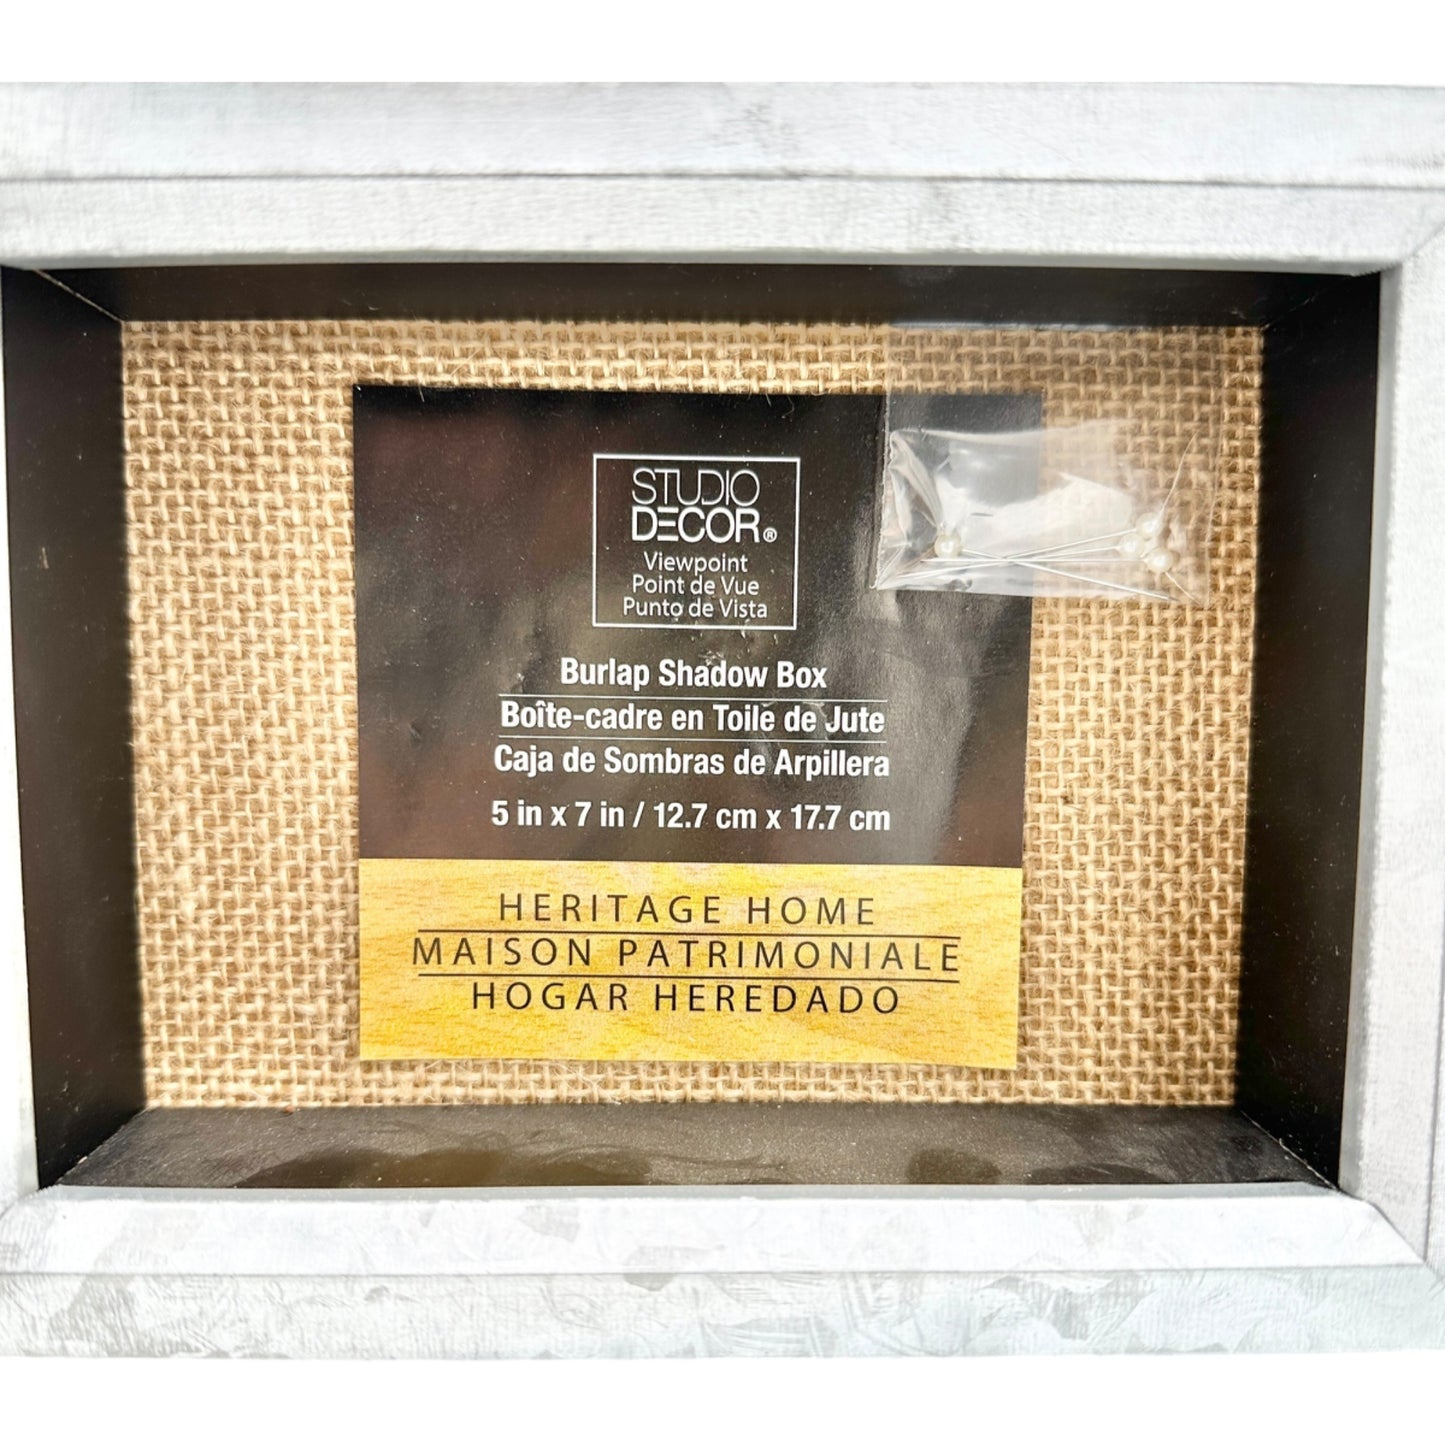 STUDIO
DECOR®
Viewpoint
Point de Vue
Punto de Vista
Burlap Shadow Box
Boîte-cadre en Toile de Jute
Caja de Sombras de Arpillera
5 in x 7 in / 12.7 cm x 17.7 cm
HERITAGE HOME
MAISON PATRIMONIALE
HOGAR HEREDADO